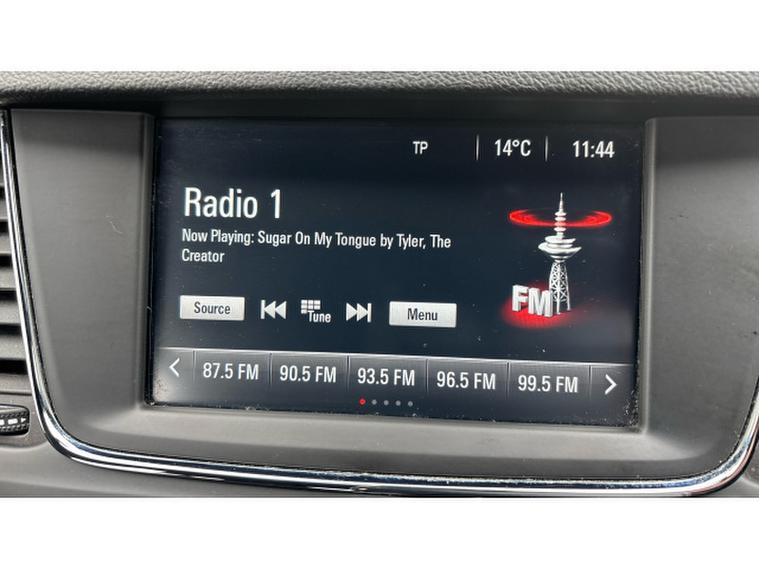 TP 14°C 11:44
Radio 1
Now Playing: Sugar On My Tongue by Tyler, The
Creator
FM
Source Tune Menu
87.5 FM 90.5 FM 93.5 FM 96.5 FM 99.5 FM